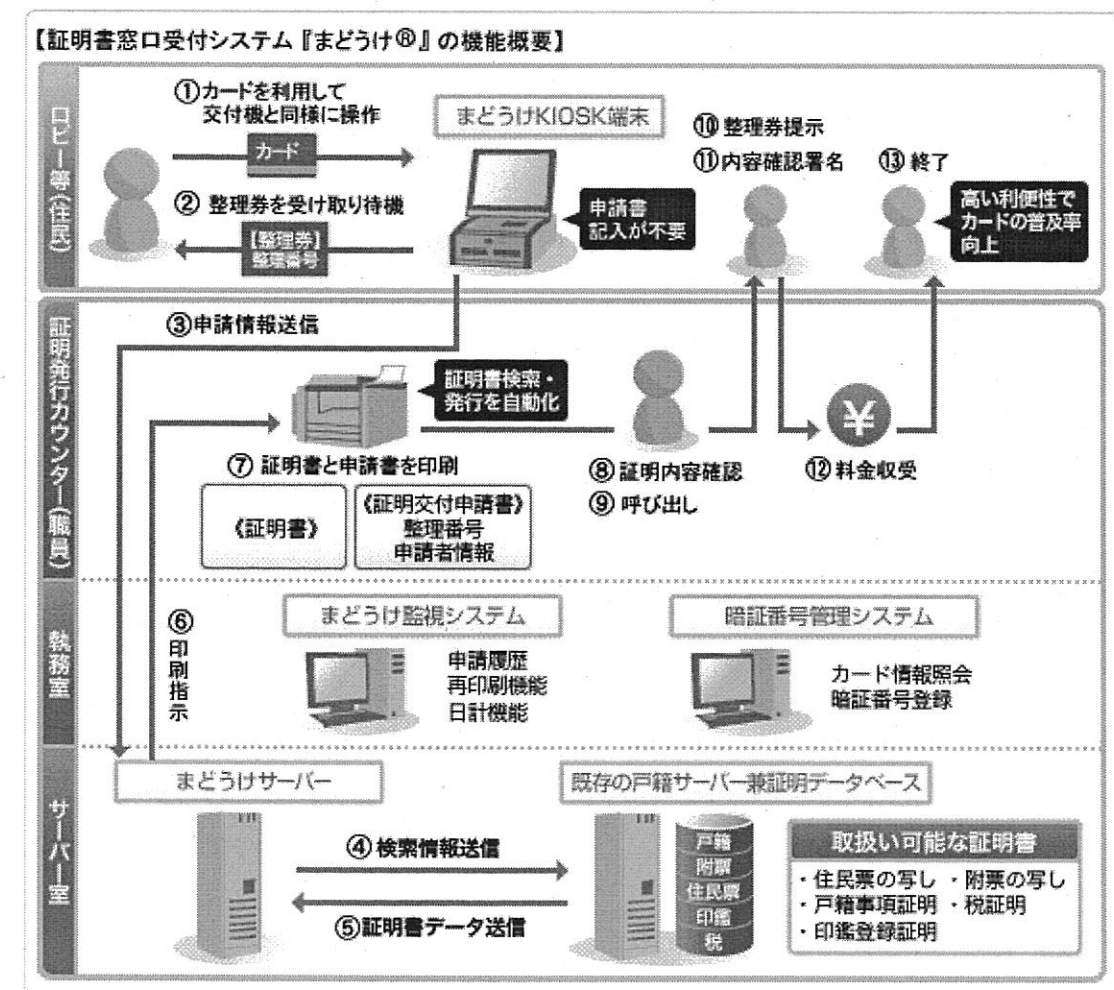 【証明書窓口受付システム『まどうけ®』の機能概要】
ロビー等(住民)
①カードを利用して
交付機と同様に操作
カード
②整理券を受け取り待機
【整理券】
整理番号
まどうけKIOSK端末
申請書
記入が不要
⑩整理券提示
⑪内容確認署名
⑬終了
高い利便性で
カードの普及率
向上
証明発行カウンター(職員)
③申請情報送信
証明書検索・
発行を自動化
⑦証明書と申請書を印刷
《証明書》
《証明交付申請書》
整理番号
申請者情報
⑧証明内容確認
⑨呼び出し
¥
⑫料金収受
執務室
⑥印刷指示
まどうけ監視システム
申請履歴
再印刷機能
日計機能
暗証番号管理システム
カード情報照会
暗証番号登録
サーバー室
まどうけサーバー
④検索情報送信
⑤証明書データ送信
既存の戸籍サーバー兼証明データベース
戸籍
附票
住民票
印鑑
税
取扱い可能な証明書
・住民票の写し ・附票の写し
・戸籍事項証明 ・税証明
・印鑑登録証明